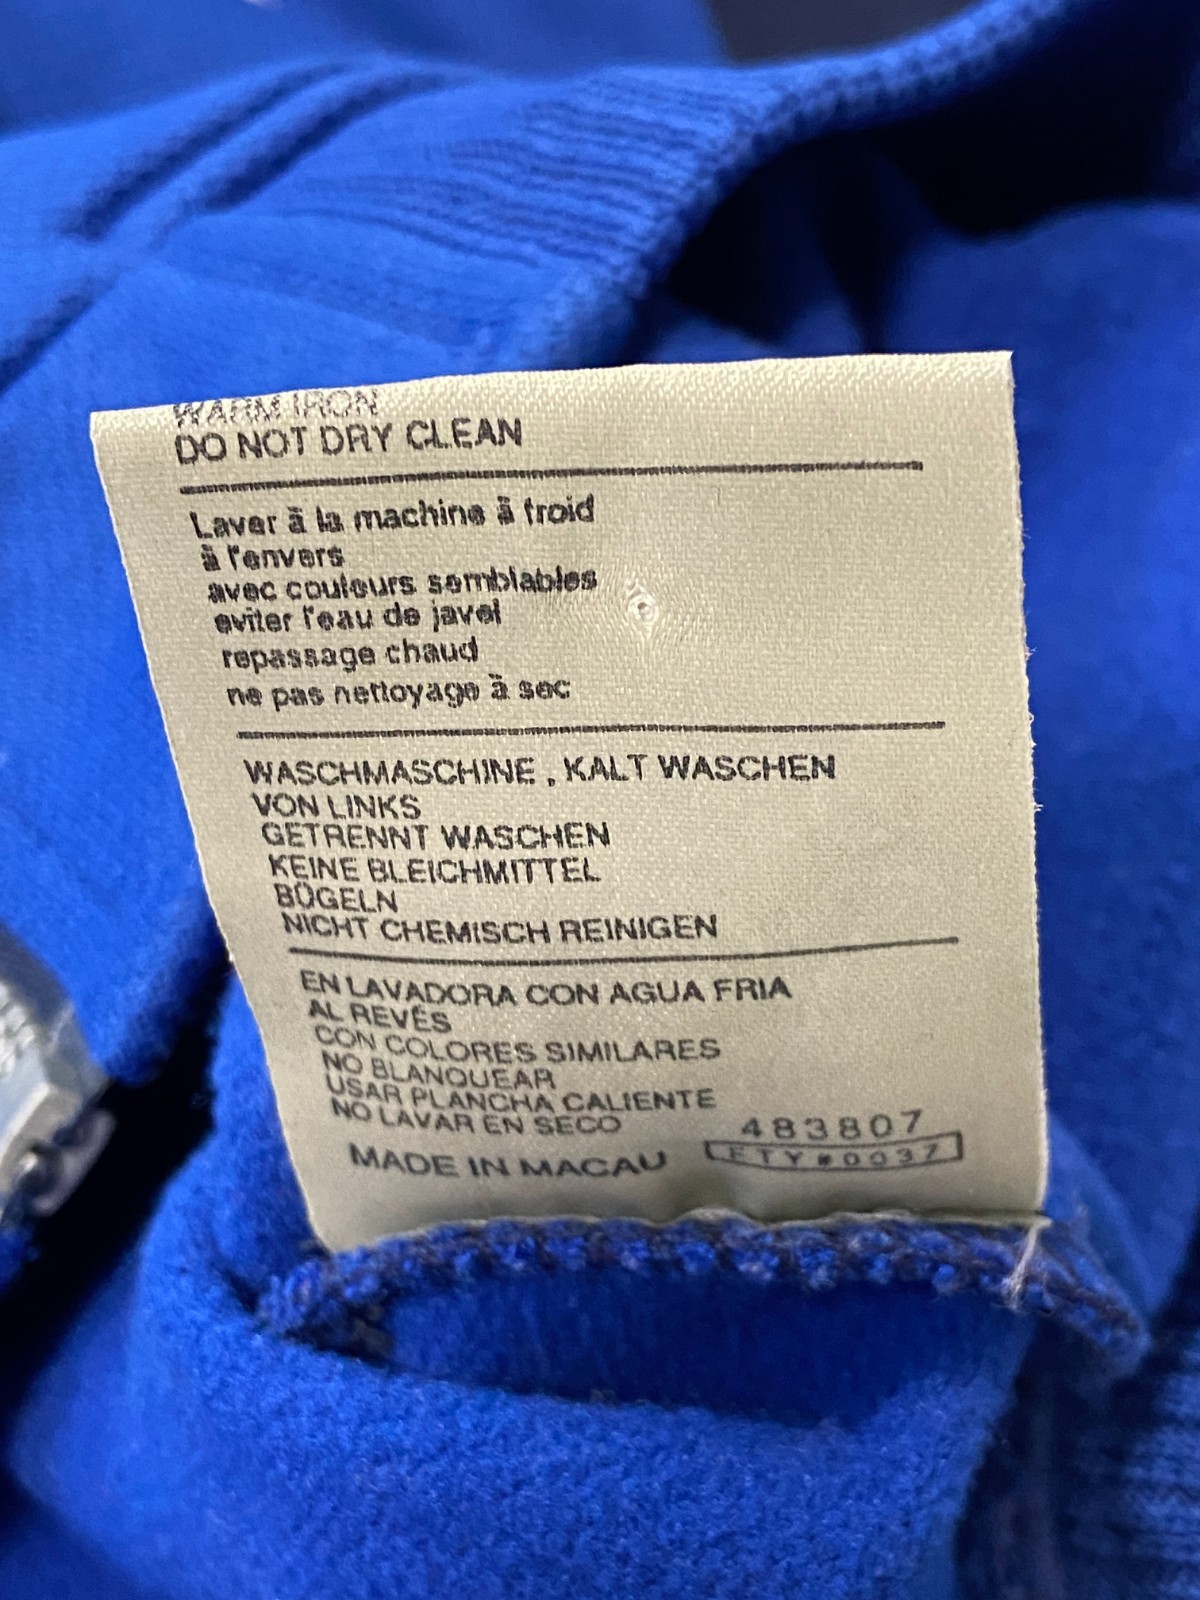 WARM IRON
DO NOT DRY CLEAN
Laver à la machine à froid
à l'envers
avec couleurs semblables
eviter l'eau de javel
repassage chaud
ne pas nettoyage à sec
WASCHMASCHINE, KALT WASCHEN
VON LINKS
GETRENNT WASCHEN
KEINE BLEICHMITTEL
BÜGELN
NICHT CHEMISCH REINIGEN
EN LAVADORA CON AGUA FRIA
AL REVÉS
CON COLORES SIMILARES
NO BLANQUEAR
USAR PLANCHA CALIENTE
NO LAVAR EN SECO
483807
MADE IN MACAU
FTY#0037